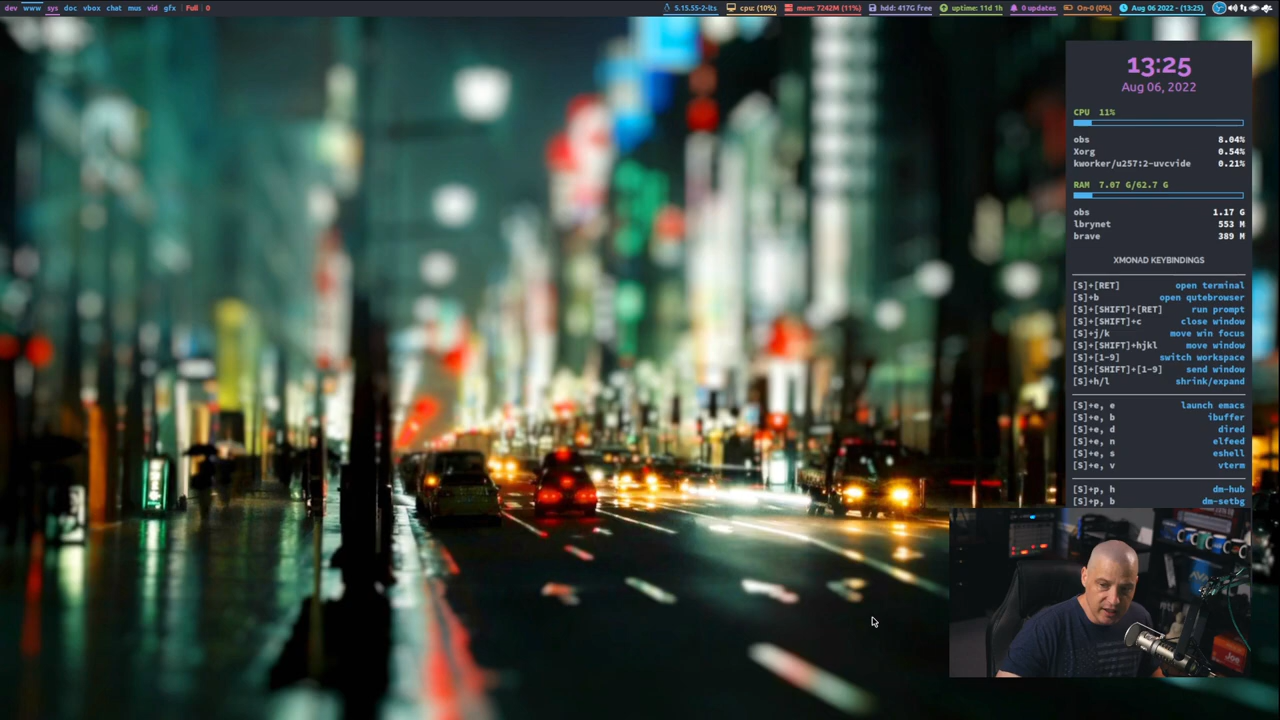 dev www sys doc vbox chat mus vid gfx | Full | 0
5.15.55-2-lts cpu: (10%) mem: 7242M (11%) hdd: 417G free uptime: 11d 1h 0 updates On-0 (0%) Aug 06 2022 - (13:25)
13:25
Aug 06, 2022
CPU 11%
obs 8.04%
Xorg 0.54%
kworker/u257:2-uvcvide 0.21%
RAM 7.07 G/62.7 G
obs 1.17 G
lbrynet 553 M
brave 389 M
XMONAD KEYBINDINGS
[S]+[RET] open terminal
[S]+b open qutebrowser
[S]+[SHIFT]+[RET] run prompt
[S]+[SHIFT]+c close window
[S]+j/k move win focus
[S]+[SHIFT]+hjkl move window
[S]+[1-9] switch workspace
[S]+[SHIFT]+[1-9] send window
[S]+h/l shrink/expand
[S]+e, e launch emacs
[S]+e, b ibuffer
[S]+e, d dired
[S]+e, n elfeed
[S]+e, s eshell
[S]+e, v vterm
[S]+p, h dm-hub
[S]+p, b dm-setbg